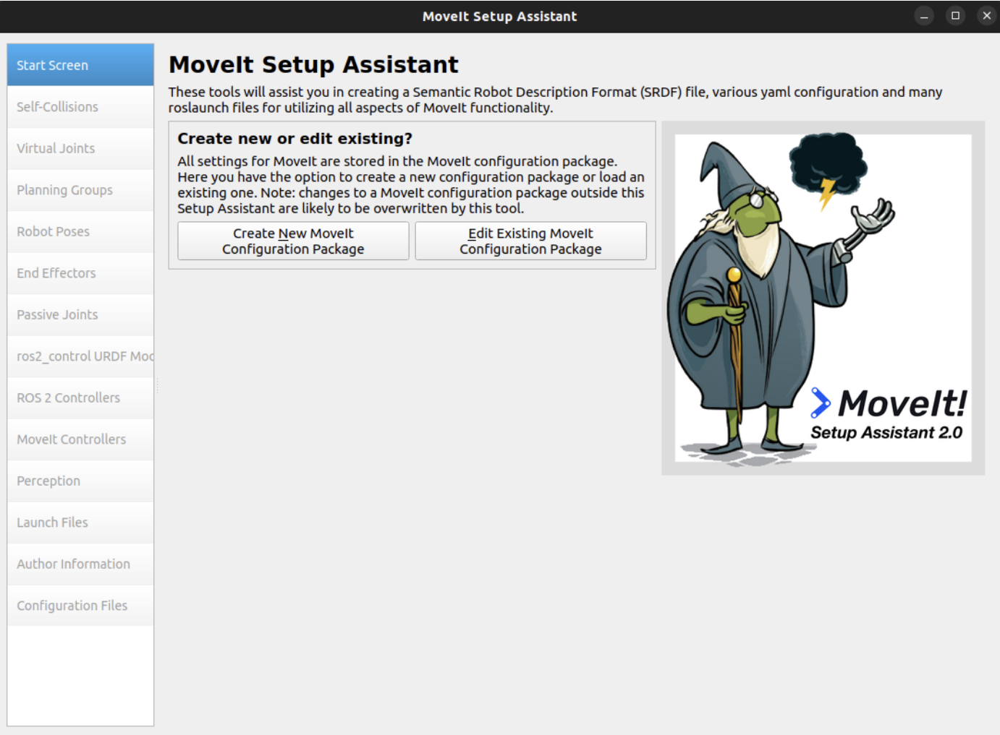 MoveIt Setup Assistant
Start Screen
Self-Collisions
Virtual Joints
Planning Groups
Robot Poses
End Effectors
Passive Joints
ros2_control URDF Moc
ROS 2 Controllers
MoveIt Controllers
Perception
Launch Files
Author Information
Configuration Files
MoveIt Setup Assistant
These tools will assist you in creating a Semantic Robot Description Format (SRDF) file, various yaml configuration and many
roslaunch files for utilizing all aspects of MoveIt functionality.
Create new or edit existing?
All settings for MoveIt are stored in the MoveIt configuration package.
Here you have the option to create a new configuration package or load an
existing one. Note: changes to a MoveIt configuration package outside this
Setup Assistant are likely to be overwritten by this tool.
Create New MoveIt
Configuration Package
Edit Existing MoveIt
Configuration Package
MoveIt!
Setup Assistant 2.0